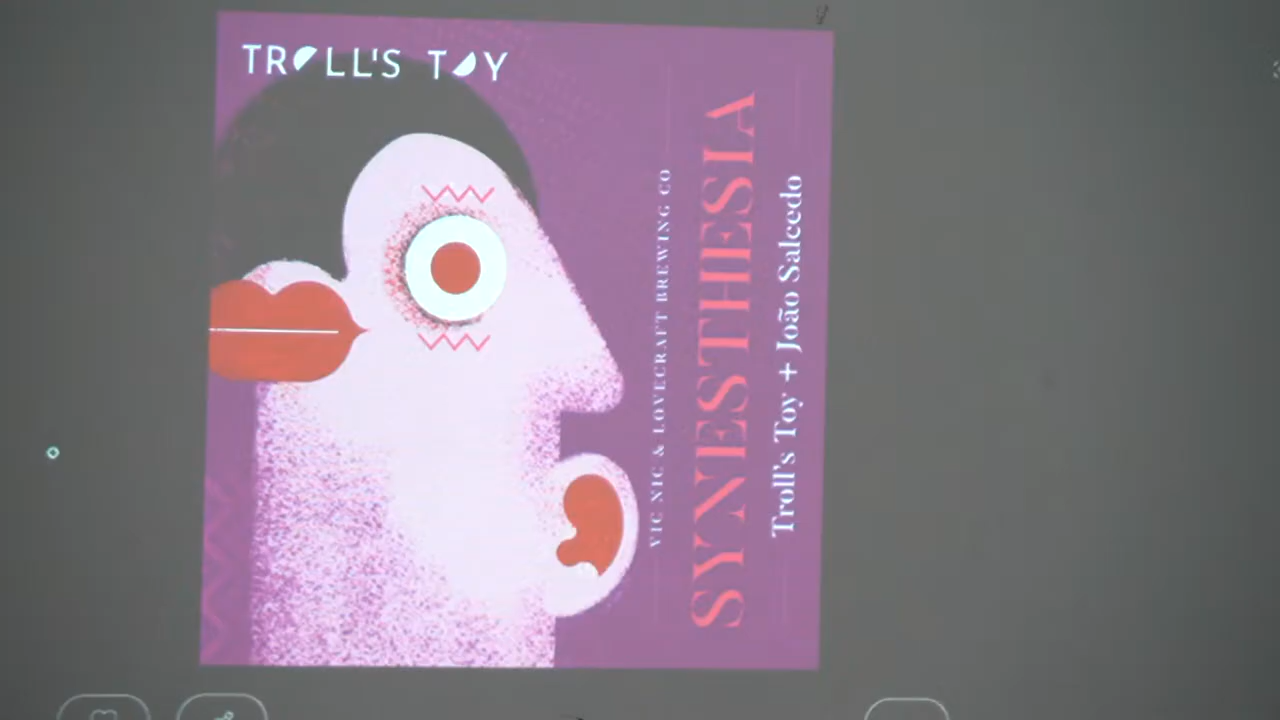 TROLL'S TOY
VIC NIC & LOVECRAFT BREWING CO
SYNESTHESIA
Troll's Toy + João Salcedo